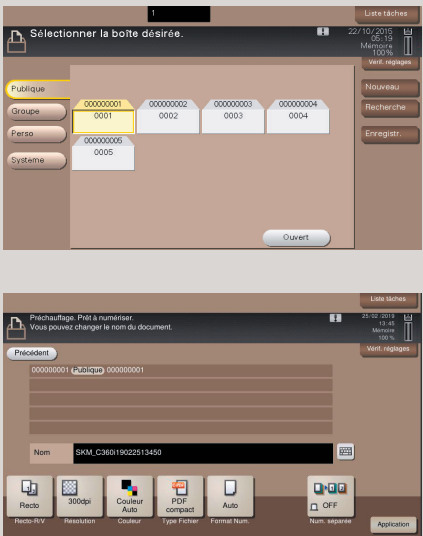 1
Liste tâches
Sélectionner la boîte désirée.
22/10/2015
05:19
Mémoire
100%
Vérif. réglages
Publique
Groupe
Perso
Systeme
000000001
0001
000000002
0002
000000003
0003
000000004
0004
000000005
0005
Nouveau
Recherche
Enregistr.
Ouvert
Liste tâches
Préchauffage. Prêt à numériser.
Vous pouvez changer le nom du document.
25/02/2019
13:45
Mémoire
100%
Vérif. réglages
Précédent
000000001 Publique 000000001
Nom
SKM_C360i19022513450
Recto
300dpi
Couleur
Auto
PDF
compact
Auto
OFF
Recto-R/V
Résolution
Couleur
Type Fichier
Format Num.
Num. séparée
Application